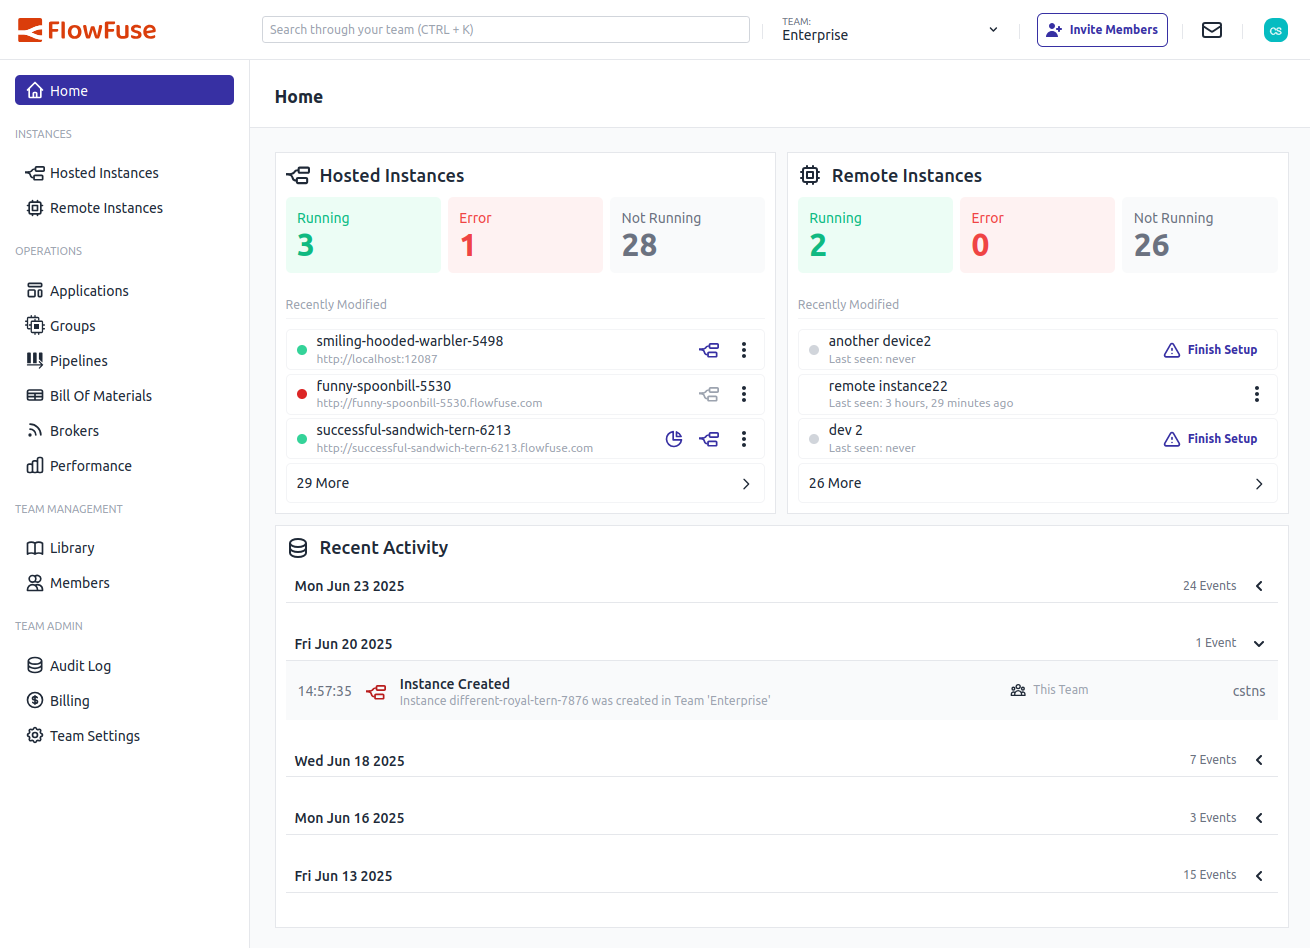 FlowFuse
Search through your team (CTRL + K)
TEAM:
Enterprise
Invite Members
CS
Home
INSTANCES
Hosted Instances
Remote Instances
OPERATIONS
Applications
Groups
Pipelines
Bill Of Materials
Brokers
Performance
TEAM MANAGEMENT
Library
Members
TEAM ADMIN
Audit Log
Billing
Team Settings
Home
Hosted Instances
Running
3
Error
1
Not Running
28
Recently Modified
smiling-hooded-warbler-5498
http://localhost:12087
funny-spoonbill-5530
http://funny-spoonbill-5530.flowfuse.com
successful-sandwich-tern-6213
http://successful-sandwich-tern-6213.flowfuse.com
29 More
Remote Instances
Running
2
Error
0
Not Running
26
Recently Modified
another device2
Last seen: never
Finish Setup
remote instance22
Last seen: 3 hours, 29 minutes ago
dev 2
Last seen: never
Finish Setup
26 More
Recent Activity
Mon Jun 23 2025 24 Events
Fri Jun 20 2025 1 Event
14:57:35
Instance Created
Instance different-royal-tern-7876 was created in Team 'Enterprise'
This Team
cstns
Wed Jun 18 2025 7 Events
Mon Jun 16 2025 3 Events
Fri Jun 13 2025 15 Events